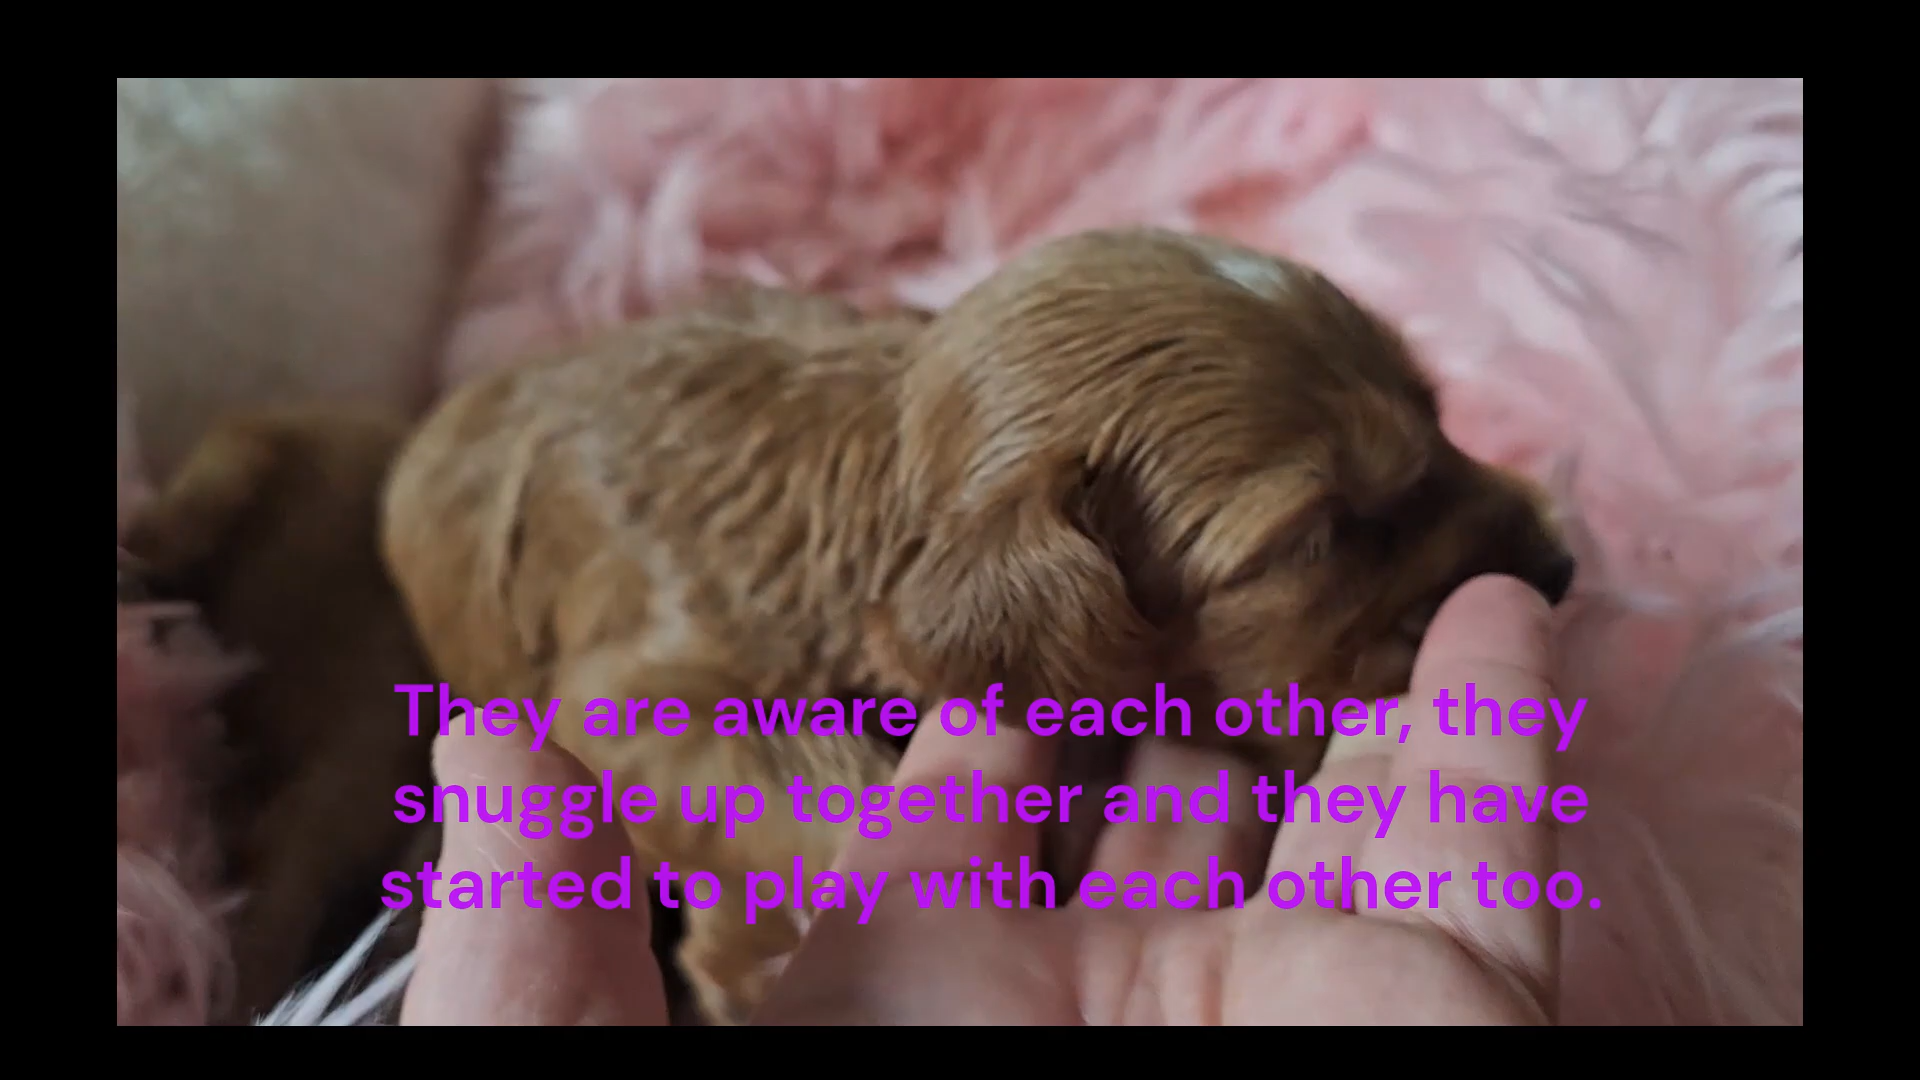 They are aware of each other, they
snuggle up together and they have
started to play with each other too.